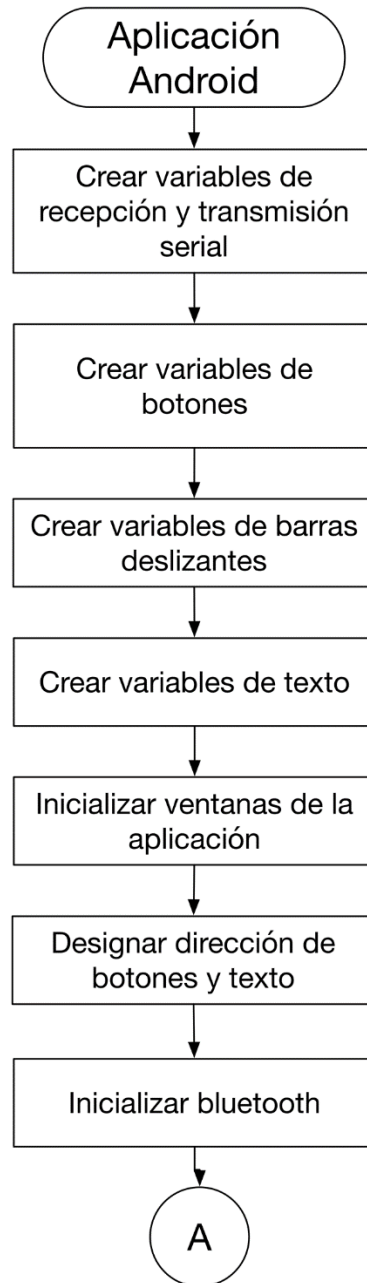 Aplicación
Android
Crear variables de
recepción y transmisión
serial
Crear variables de
botones
Crear variables de barras
deslizantes
Crear variables de texto
Inicializar ventanas de la
aplicación
Designar dirección de
botones y texto
Inicializar bluetooth
A